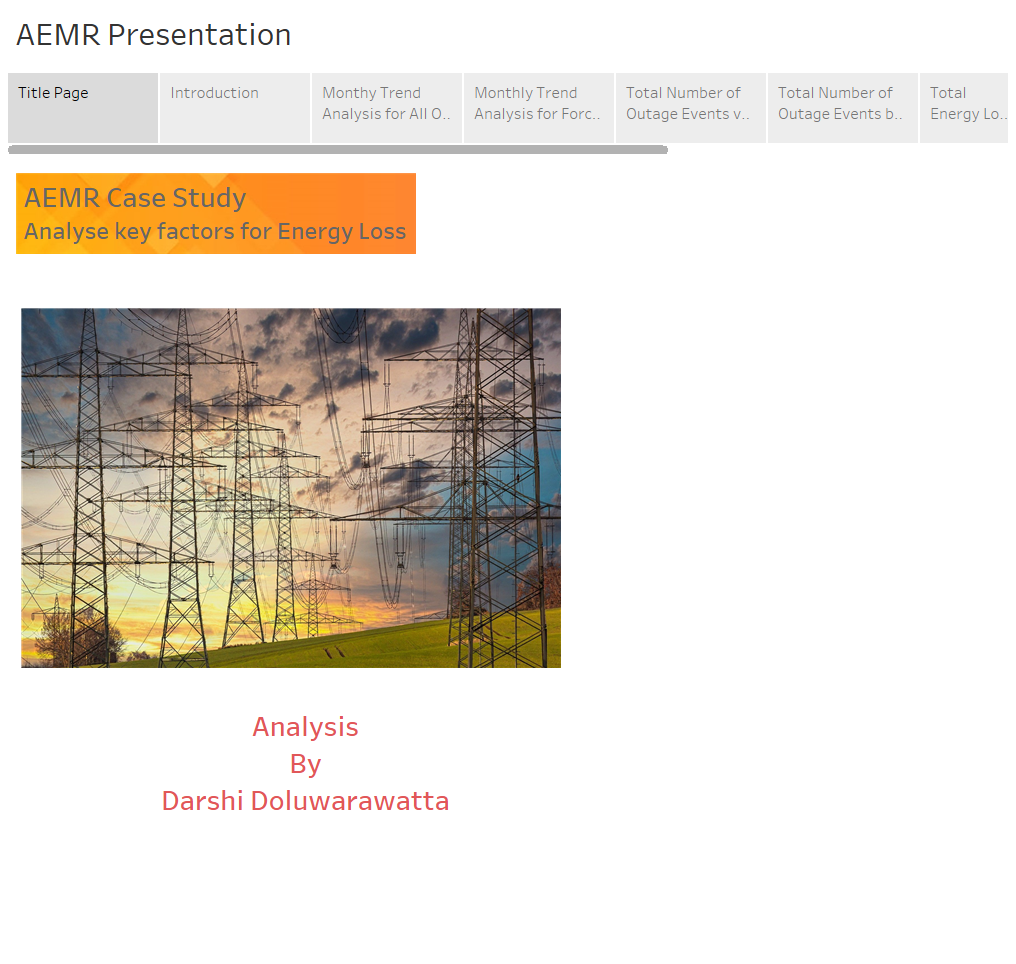 AEMR Presentation
Title Page
Introduction
Monthy Trend
Analysis for All O..
Monthly Trend
Analysis for Forc..
Total Number of
Outage Events v..
Total Number of
Outage Events b..
Total
Energy Lo..
AEMR Case Study
Analyse key factors for Energy Loss
Analysis
By
Darshi Doluwarawatta